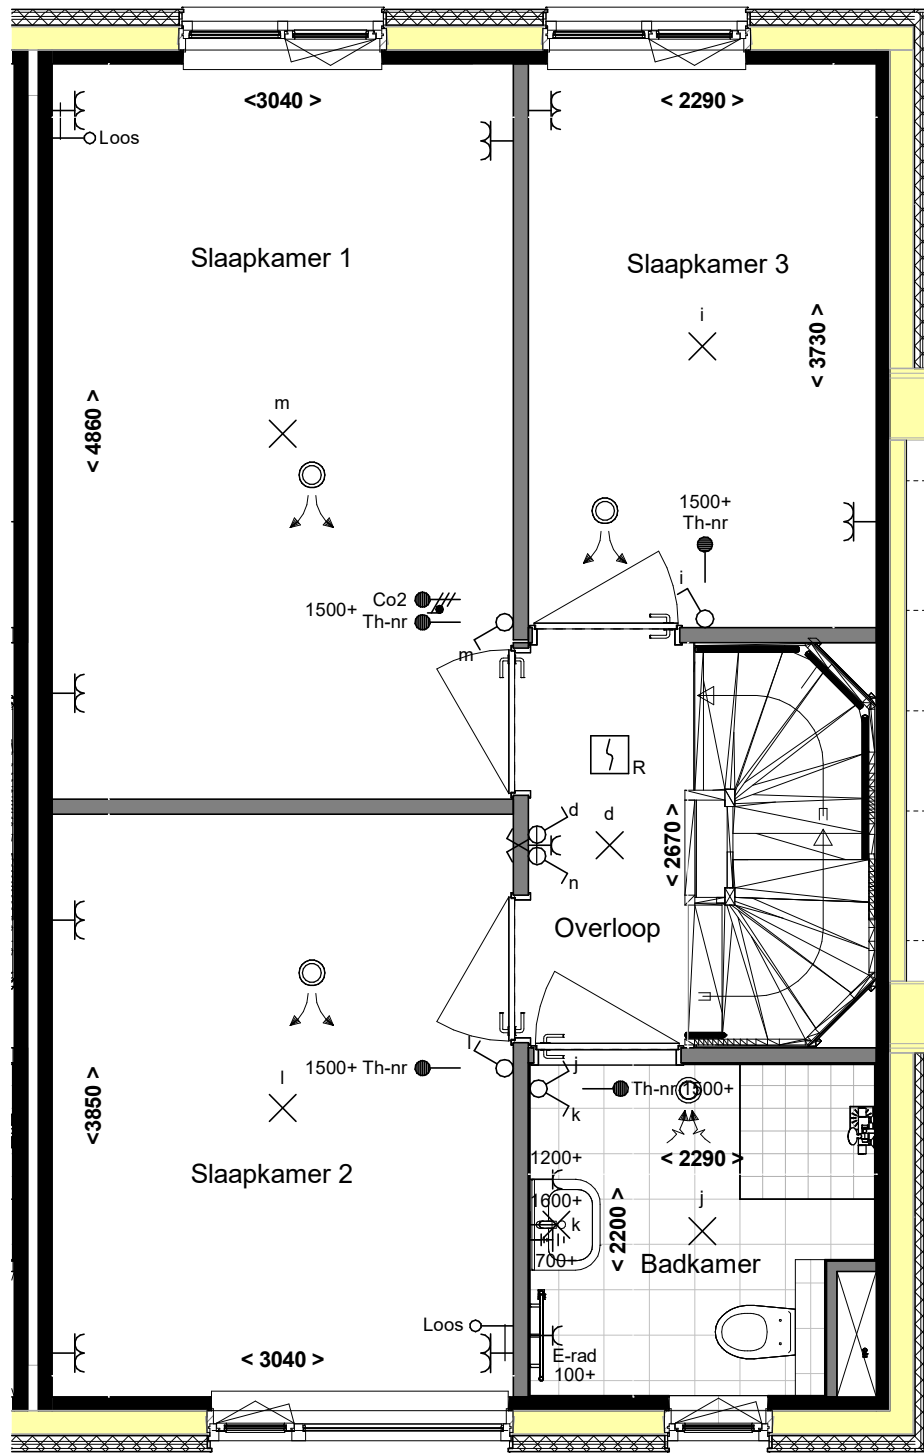 <3040 >
< 2290 >
Loos
Slaapkamer 1
Slaapkamer 3
i
< 3730 >
< 4860 >
m
1500+
Th-nr
Co2
1500+
Th-nr
i
m
R
d
d
< 2670 >
n
Overloop
l
1500+ Th-nr
j
Th-nr 1500+
k
l
<3850 >
1200+
< 2290 >
Slaapkamer 2
1600+
k
j
< 2200 >
700+
Badkamer
Loos
E-rad
100+
< 3040 >